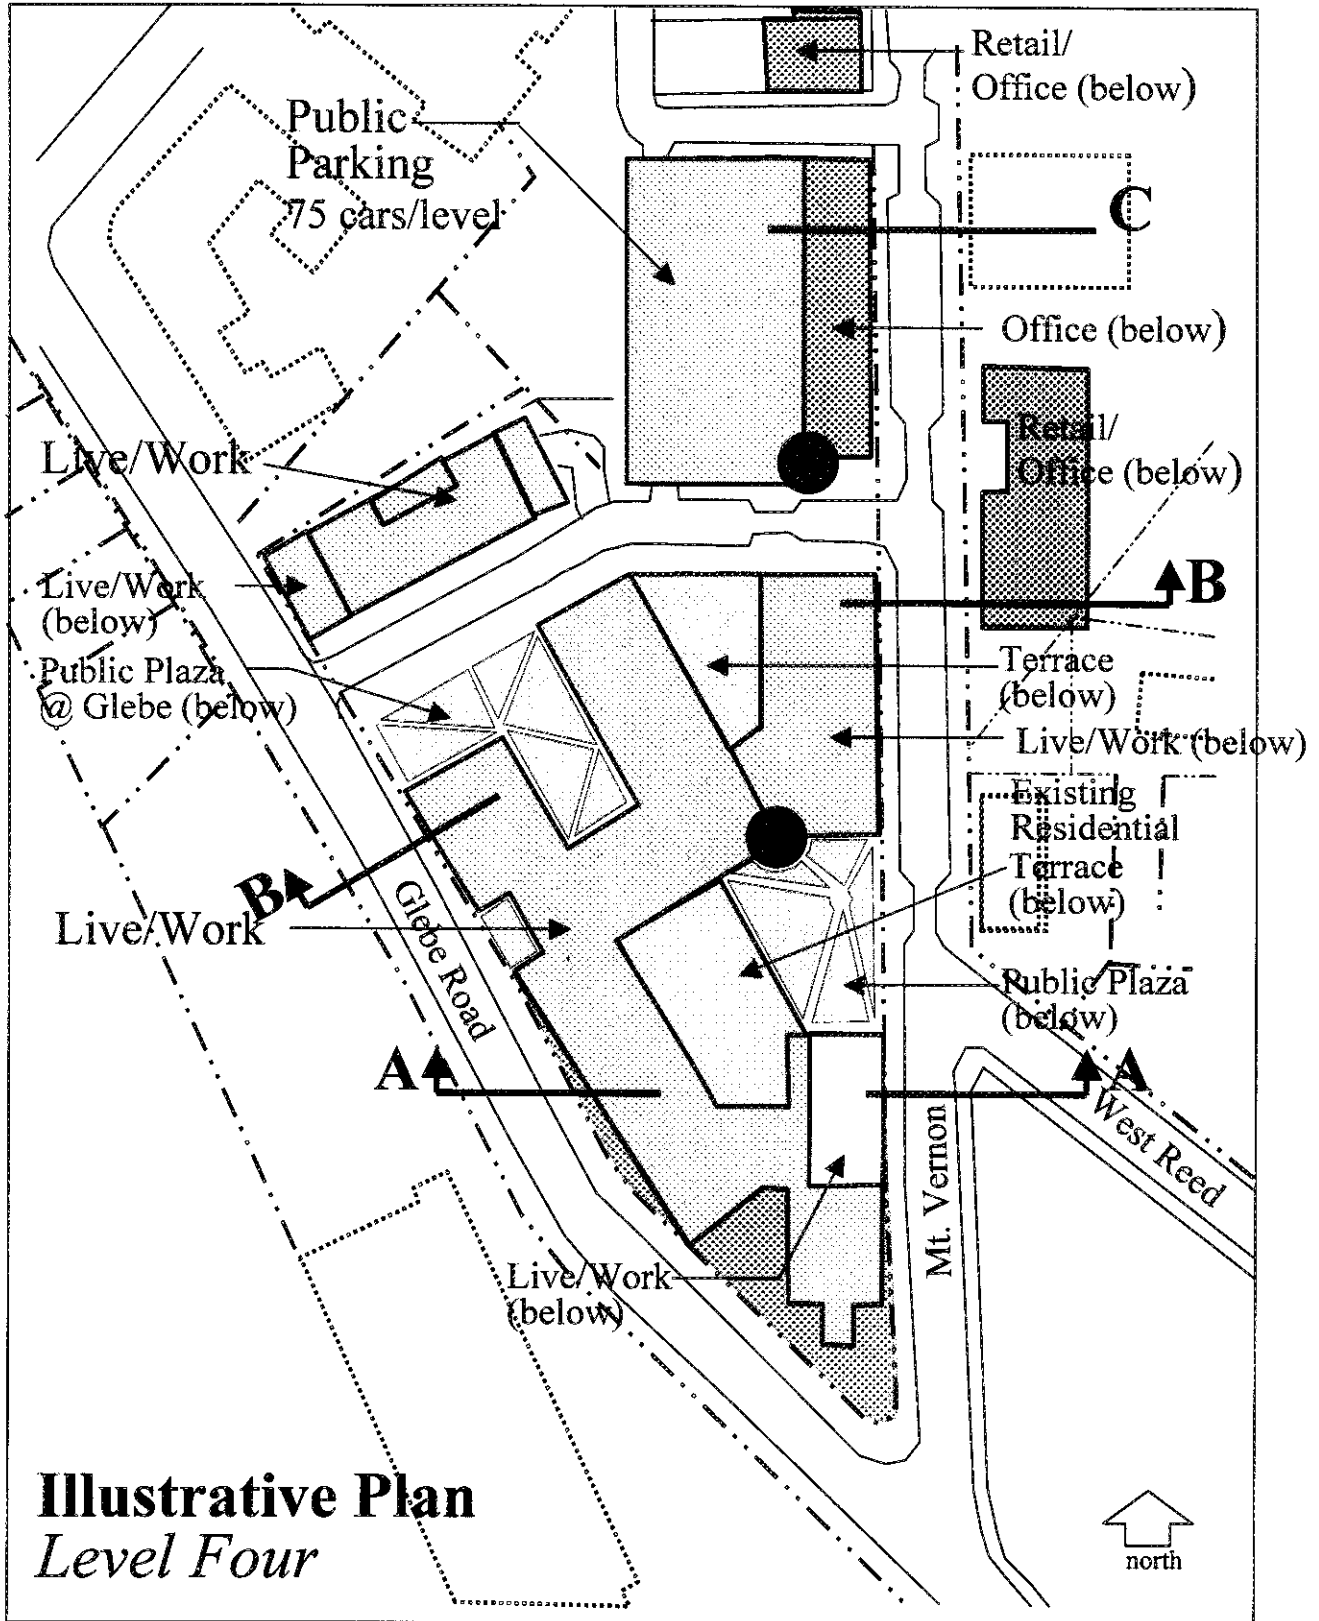 Retail/
Office (below)
Public
Parking
75 cars/level
C
Office (below)
Retail/
Office (below)
Live/Work
Live/Work
(below)
B
Public Plaza
@ Glebe (below)
Terrace
(below)
Live/Work (below)
Existing
Residential
Terrace
(below)
B
Live/Work
Glebe Road
Public Plaza
(below)
A
A
West Reed
Mt. Vernon
Live/Work
(below)
Illustrative Plan
Level Four
north